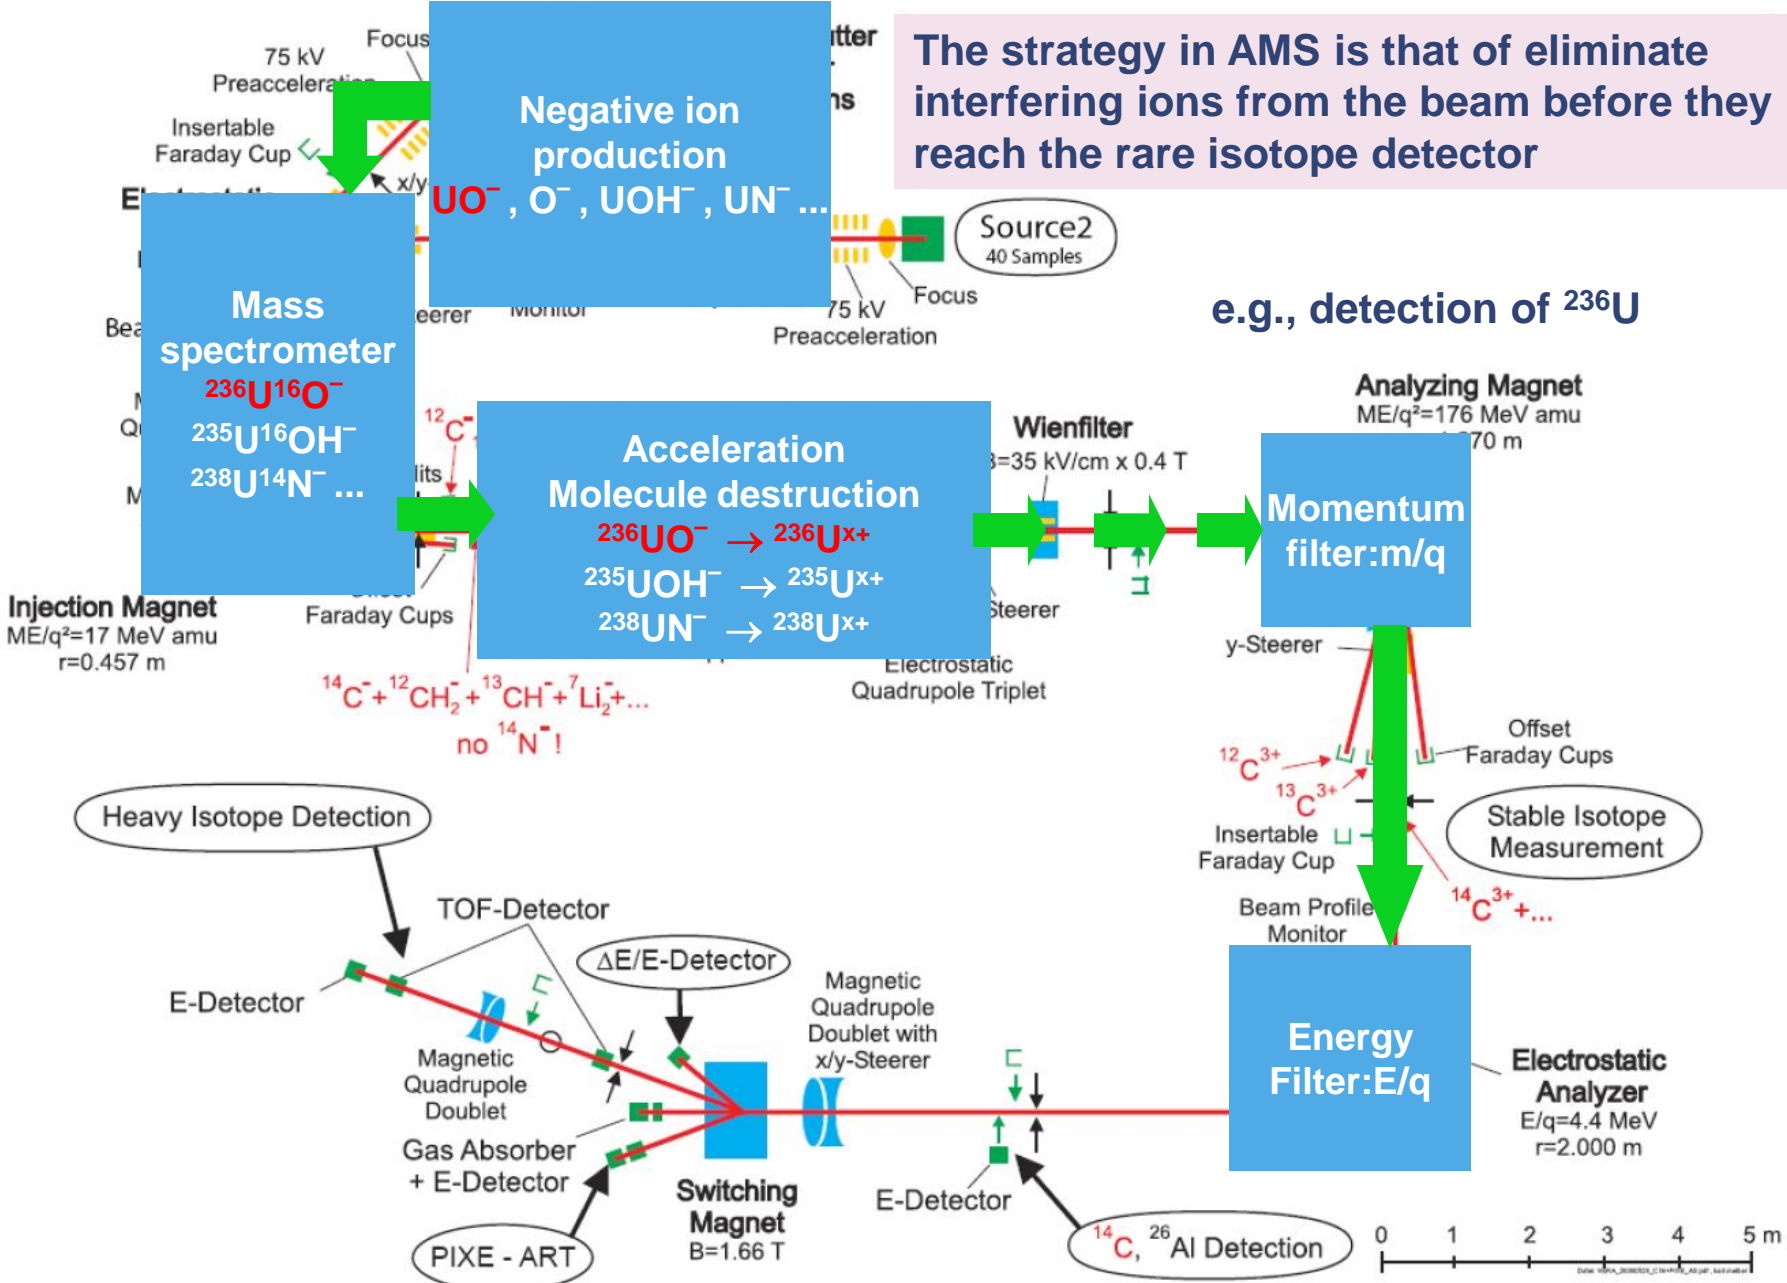 The strategy in AMS is that of eliminate
interfering ions from the beam before they
reach the rare isotope detector
75 kV
Focus
Insertable
Faraday Cup
Negative ion
production
UO⁻ , O⁻ , UOH⁻ , UN⁻ ...
Source2
40 Samples
Focus
75 kV
Preacceleration
Monitor
e.g., detection of ²³⁶U
Mass
spectrometer
²³⁶U¹⁶O⁻
²³⁵U¹⁶OH⁻
²³⁸U¹⁴N⁻ ...
¹²C⁻
Acceleration
Molecule destruction
²³⁶UO⁻ → ²³⁶Uˣ⁺
²³⁵UOH⁻ → ²³⁵Uˣ⁺
²³⁸UN⁻ → ²³⁸Uˣ⁺
Wienfilter
=35 kV/cm x 0.4 T
Analyzing Magnet
ME/q²=176 MeV amu
Momentum
filter:m/q
Injection Magnet
ME/q²=17 MeV amu
r=0.457 m
Faraday Cups
Steerer
Electrostatic
Quadrupole Triplet
y-Steerer
¹⁴C⁻+¹²CH₂⁻+¹³CH⁻+⁷Li₂⁻+...
no ¹⁴N⁻!
Offset
Faraday Cups
¹²C³⁺
¹³C³⁺
Stable Isotope
Measurement
Insertable
Faraday Cup
¹⁴C³⁺+...
Beam Profile
Monitor
Heavy Isotope Detection
TOF-Detector
ΔE/E-Detector
E-Detector
Magnetic
Quadrupole
Doublet with
x/y-Steerer
Magnetic
Quadrupole
Doublet
Energy
Filter:E/q
Electrostatic
Analyzer
E/q=4.4 MeV
r=2.000 m
Gas Absorber
+ E-Detector
Switching
Magnet
B=1.66 T
E-Detector
PIXE - ART
¹⁴C, ²⁶Al Detection
0 1 2 3 4 5 m